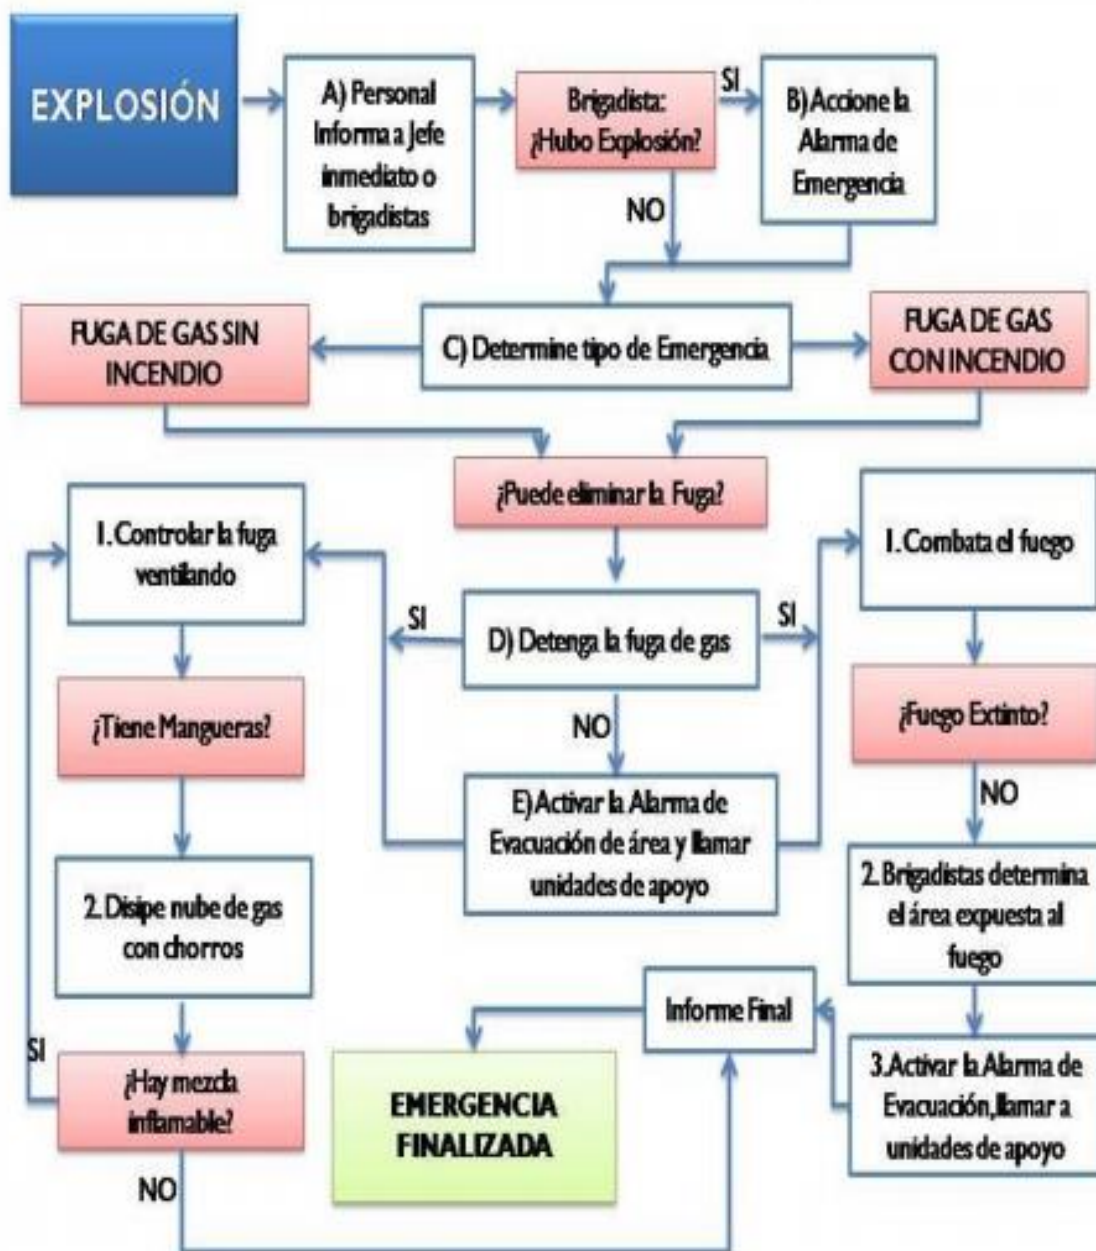 EXPLOSIÓN
A) Personal
Informa a Jefe
inmediato o
brigadistas
Brigadista:
¿Hubo Explosión?
SI
B) Accione la
Alarma de
Emergencia
NO
FUGA DE GAS SIN
INCENDIO
C) Determine tipo de Emergencia
FUGA DE GAS
CON INCENDIO
¿Puede eliminar la Fuga?
1. Controlar la fuga
ventilando
1. Combata el fuego
SI
D) Detenga la fuga de gas
SI
¿Tiene Mangueras?
NO
¿Fuego Extinto?
NO
E) Activar la Alarma de
Evacuación de área y llamar
unidades de apoyo
2. Disipe nube de gas
con chorros
2. Brigadistas determina
el área expuesta al
fuego
Informe Final
SI
¿Hay mezcla
inflamable?
EMERGENCIA
FINALIZADA
3. Activar la Alarma de
Evacuación, llamar a
unidades de apoyo
NO